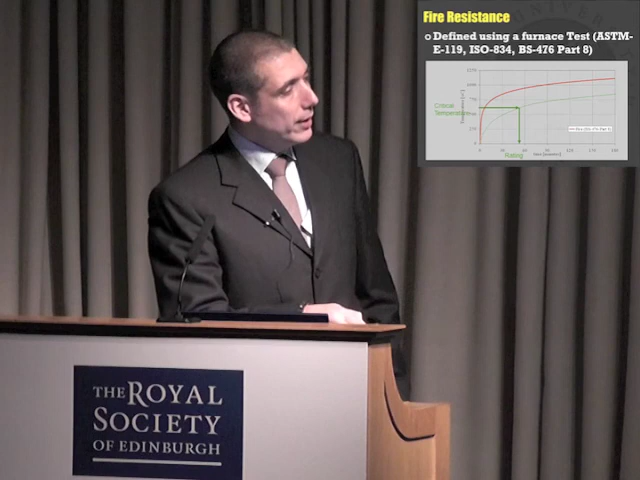 Fire Resistance
o Defined using a furnace Test (ASTM-
E-119, ISO-834, BS-476 Part 8)
Critical
Temperature
Rating
THE ROYAL
SOCIETY
OF EDINBURGH